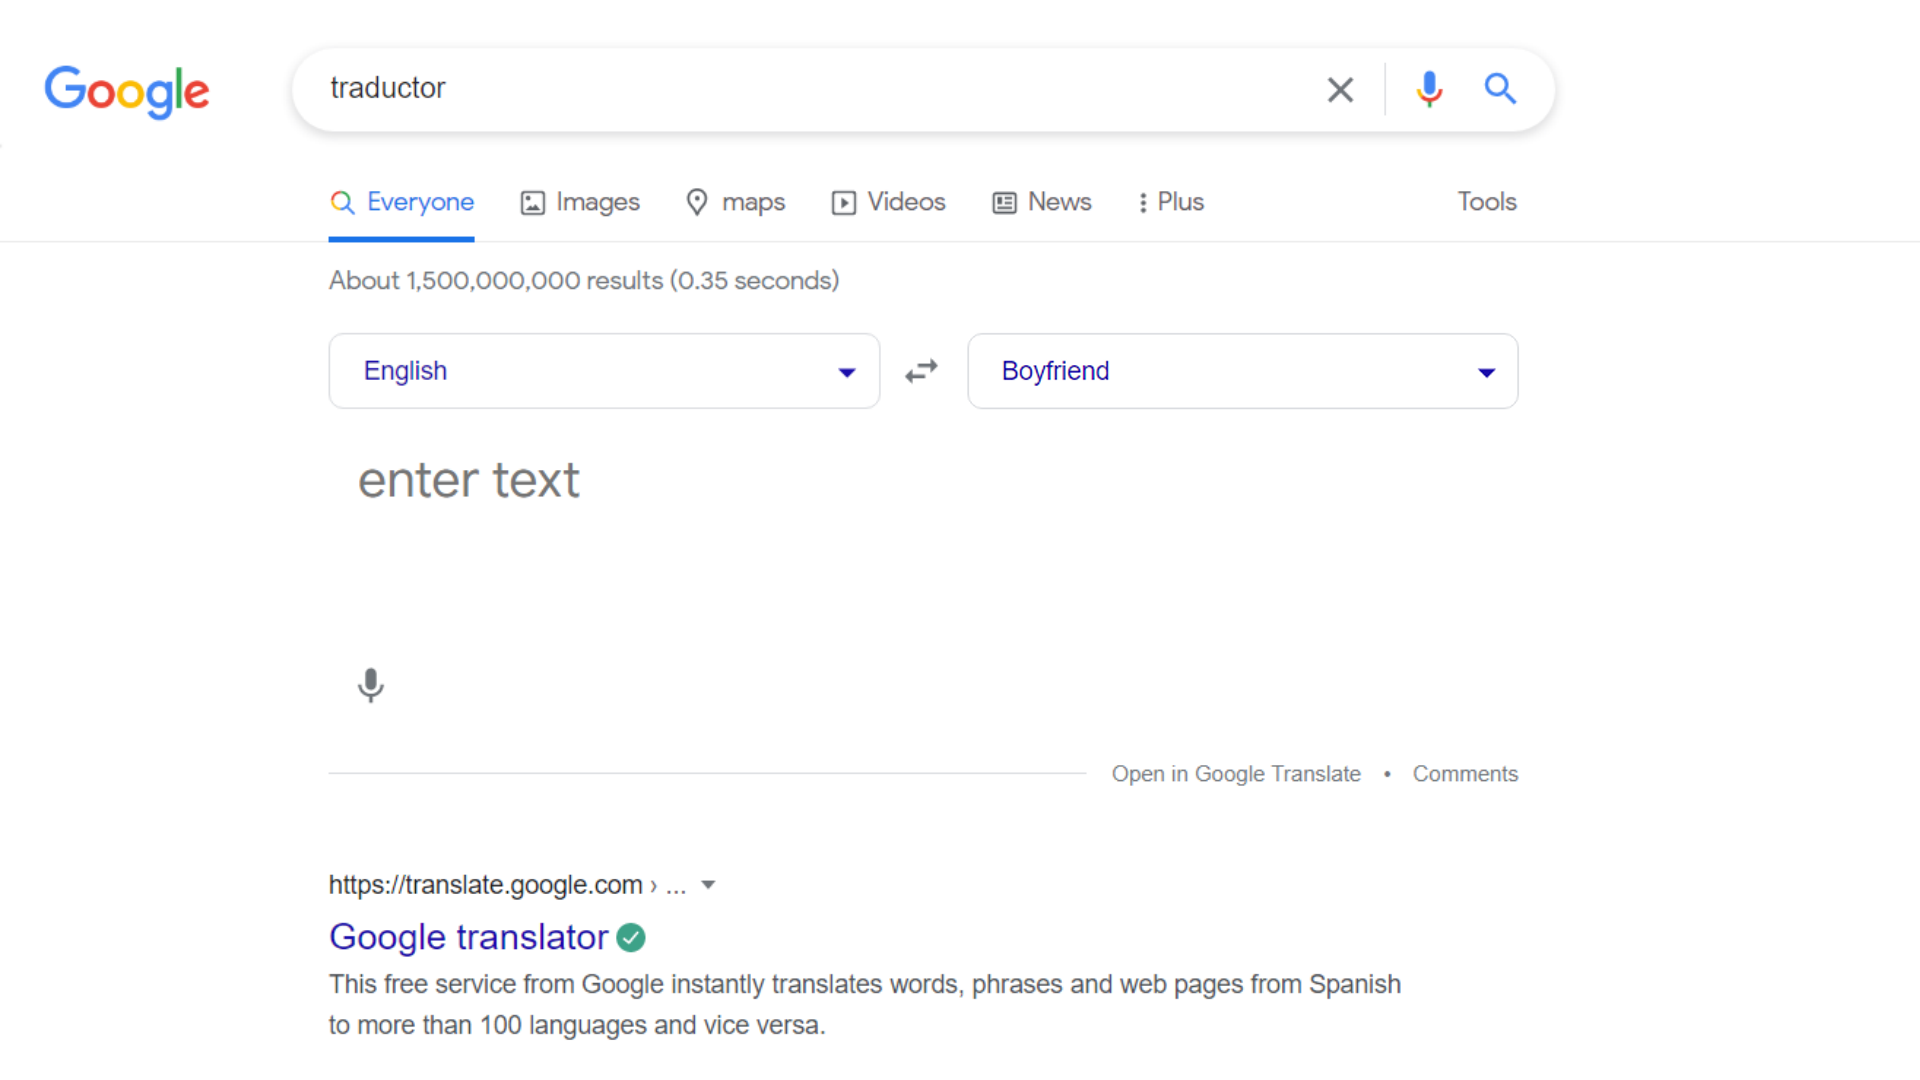 Google
traductor
Everyone Images maps Videos News Plus Tools
About 1,500,000,000 results (0.35 seconds)
English Boyfriend
enter text
Open in Google Translate • Comments
https://translate.google.com › ...
Google translator
This free service from Google instantly translates words, phrases and web pages from Spanish
to more than 100 languages and vice versa.